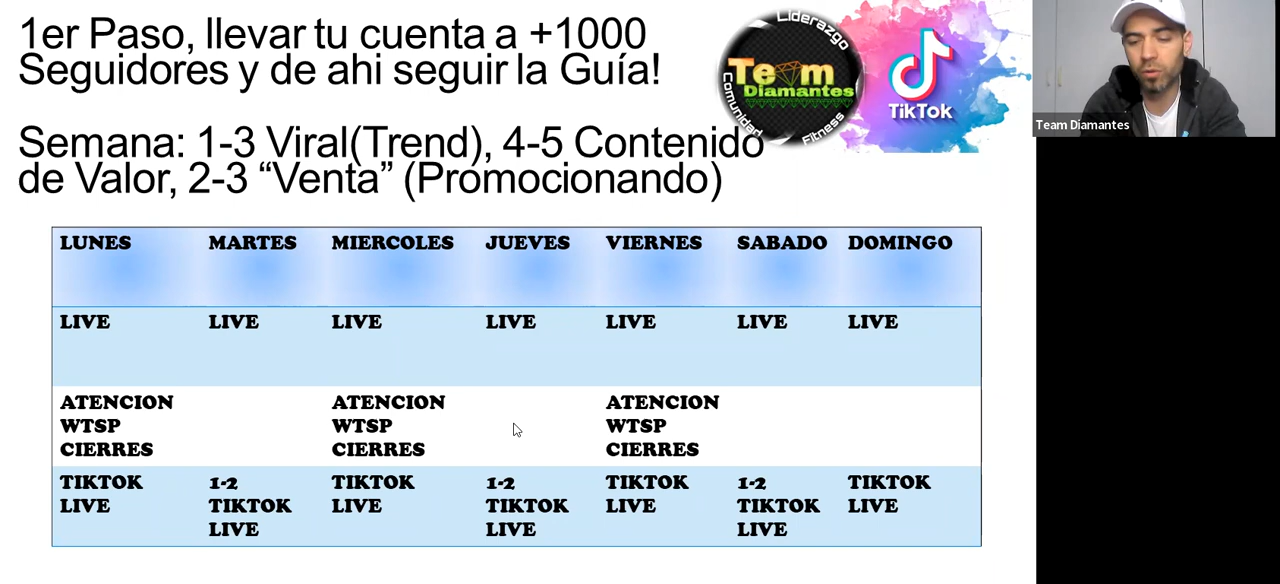 1er Paso, llevar tu cuenta a +1000
Seguidores y de ahi seguir la Guía!
Semana: 1-3 Viral(Trend), 4-5 Contenido
de Valor, 2-3 “Venta” (Promocionando)
Liderazgo
Team
Diamantes
Comunidad
Fitness
TikTok
Team Diamantes
LUNES MARTES MIERCOLES JUEVES VIERNES SABADO DOMINGO
LIVE LIVE LIVE LIVE LIVE LIVE LIVE
ATENCION ATENCION ATENCION
WTSP WTSP WTSP
CIERRES CIERRES CIERRES
TIKTOK 1-2 TIKTOK 1-2 TIKTOK 1-2 TIKTOK
LIVE TIKTOK LIVE TIKTOK LIVE TIKTOK LIVE
LIVE LIVE LIVE